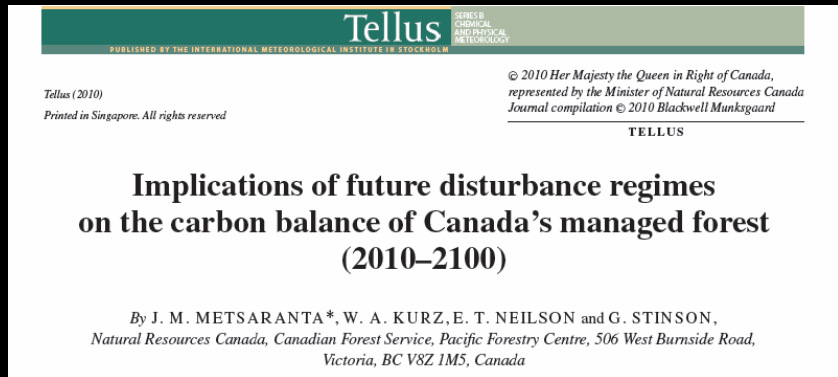 Tellus
SERIES B
CHEMICAL
AND PHYSICAL
METEOROLOGY
PUBLISHED BY THE INTERNATIONAL METEOROLOGICAL INSTITUTE IN STOCKHOLM
Tellus (2010)
Printed in Singapore. All rights reserved
© 2010 Her Majesty the Queen in Right of Canada,
represented by the Minister of Natural Resources Canada
Journal compilation © 2010 Blackwell Munksgaard
TELLUS
Implications of future disturbance regimes
on the carbon balance of Canada's managed forest
(2010–2100)
By J. M. METSARANTA*, W. A. KURZ, E. T. NEILSON and G. STINSON,
Natural Resources Canada, Canadian Forest Service, Pacific Forestry Centre, 506 West Burnside Road,
Victoria, BC V8Z 1M5, Canada